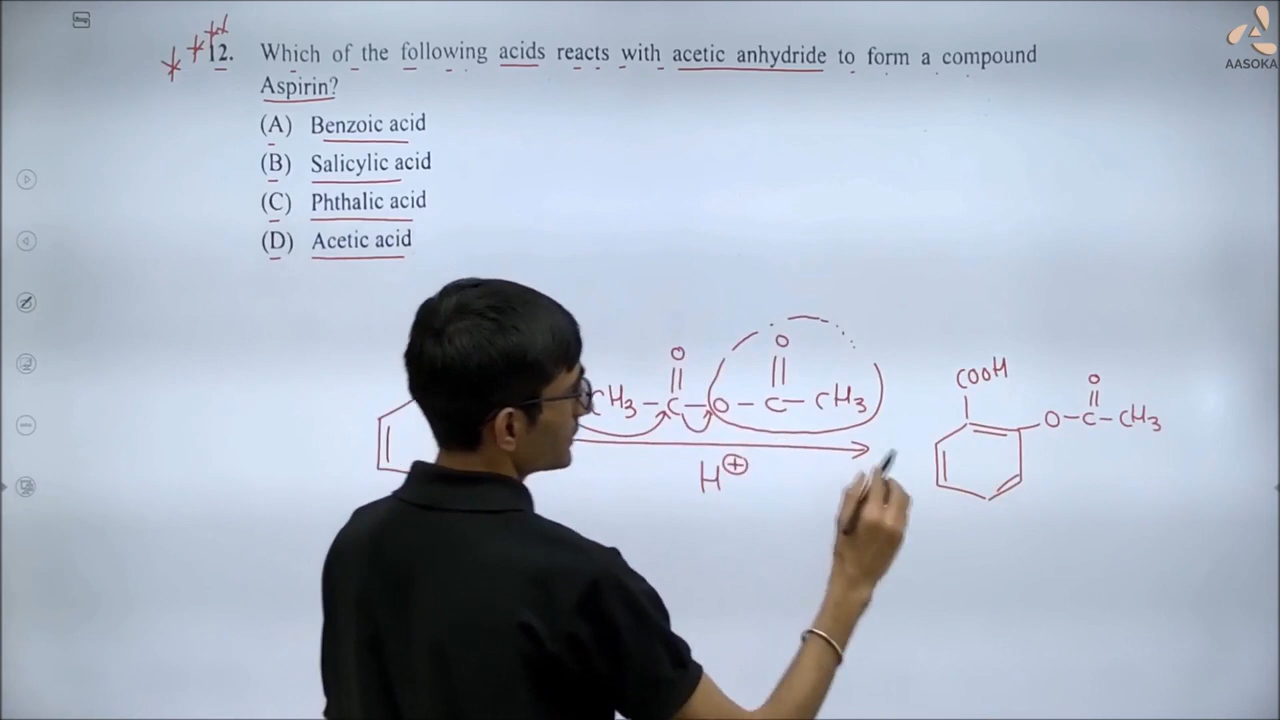 AASOKA
12. Which of the following acids reacts with acetic anhydride to form a compound
Aspirin?
(A) Benzoic acid
(B) Salicylic acid
(C) Phthalic acid
(D) Acetic acid
O
O
CH3 - C - O - C - CH3
H+
COOH
O
O - C - CH3